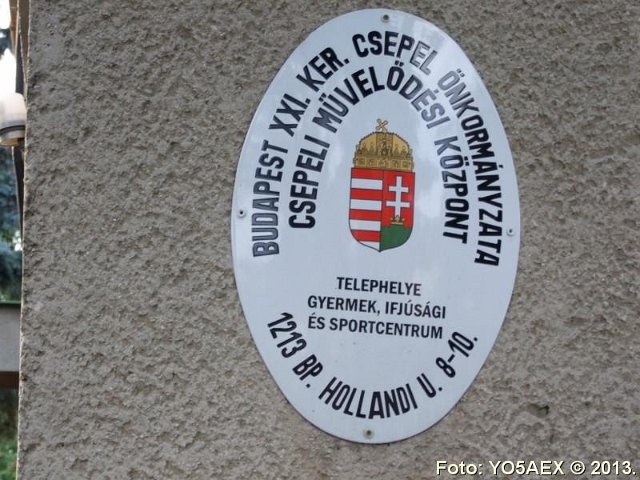 BUDAPEST XXI. KER. CSEPEL ÖNKORMÁNYZATA
CSEPELI MŰVELŐDÉSI KÖZPONT
TELEPHELYE
GYERMEK, IFJÚSÁGI
ÉS SPORTCENTRUM
1213 BP. HOLLANDI U. 8-10.
Foto: YO5AEX © 2013.